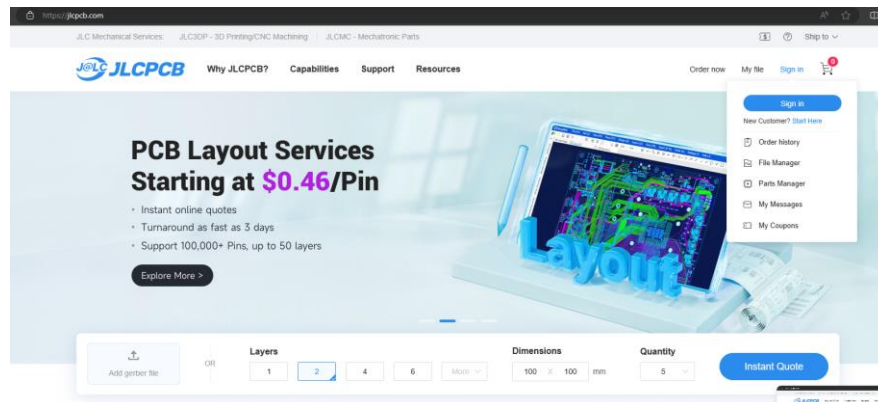 https://jlcpcb.com
JLC Mechanical Services: JLC3DP - 3D Printing/CNC Machining JLCMC - Mechatronic Parts
$ ? Ship to
J@LC JLCPCB Why JLCPCB? Capabilities Support Resources Order now My file Sign in 0
Sign in
New Customer? Start Here
Order history
File Manager
Parts Manager
My Messages
My Coupons
PCB Layout Services
Starting at $0.46/Pin
Instant online quotes
Turnaround as fast as 3 days
Support 100,000+ Pins, up to 50 layers
Explore More >
Layout
Add gerber file
OR
Layers
1 2 4 6 More
Dimensions
100 X 100 mm
Quantity
5
Instant Quote